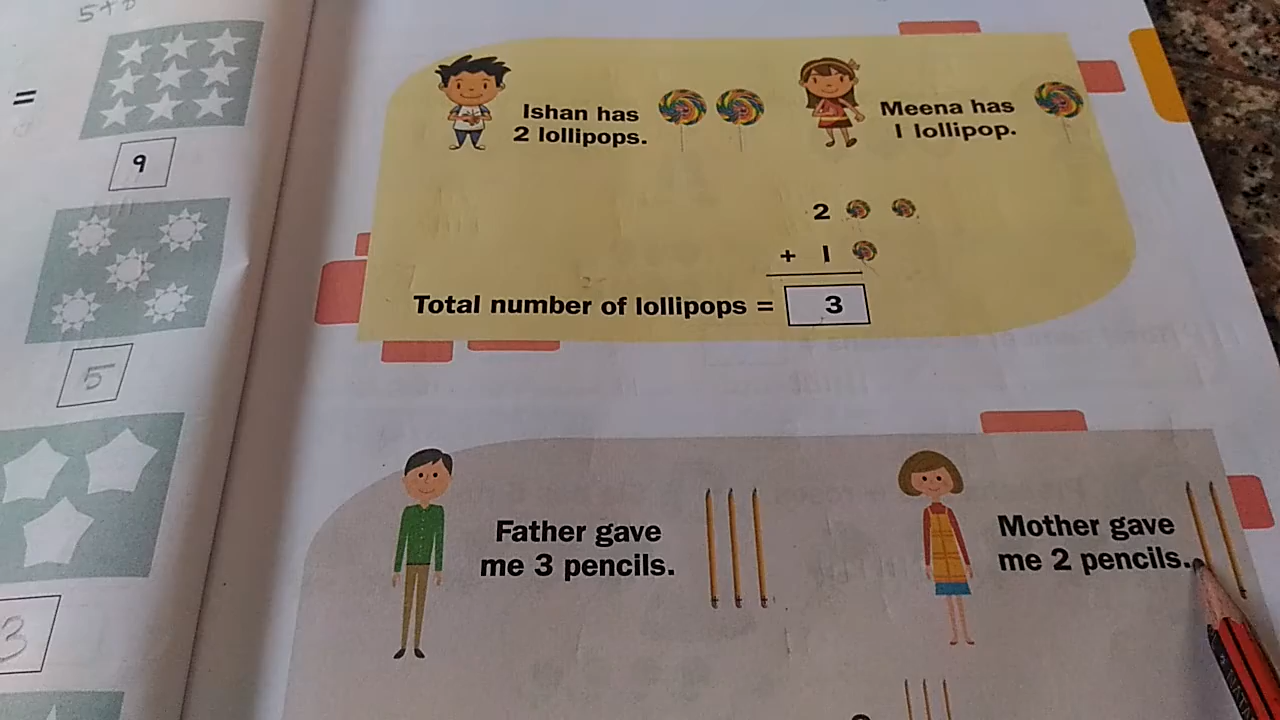 5+
=
9
5
3
Ishan has
2 lollipops.
Meena has
1 lollipop.
2
+ 1
Total number of lollipops = 3
Father gave
me 3 pencils.
Mother gave
me 2 pencils.